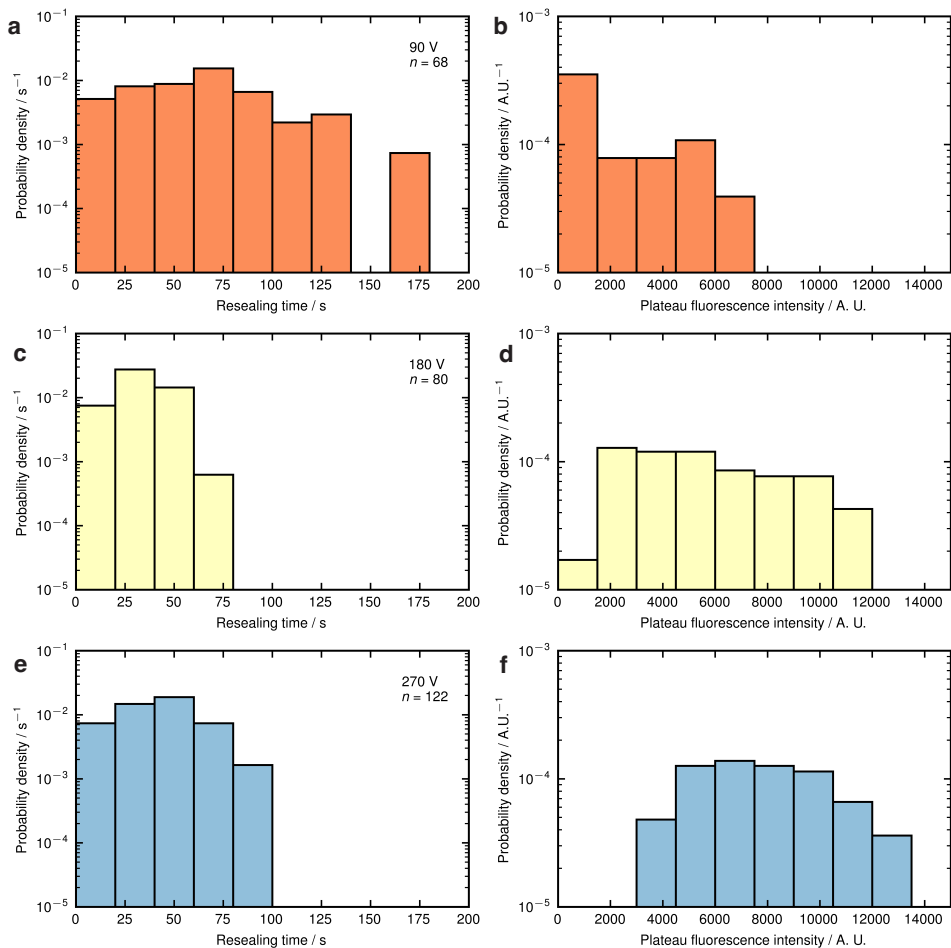 a
10⁻¹
10⁻²
10⁻³
10⁻⁴
10⁻⁵
Probability density / s⁻¹
90 V
n = 68
0 25 50 75 100 125 150 175 200
Resealing time / s
b
10⁻³
10⁻⁴
10⁻⁵
Probability density / A.U.⁻¹
0 2000 4000 6000 8000 10000 12000 14000
Plateau fluorescence intensity / A. U.
c
10⁻¹
10⁻²
10⁻³
10⁻⁴
10⁻⁵
Probability density / s⁻¹
180 V
n = 80
0 25 50 75 100 125 150 175 200
Resealing time / s
d
10⁻³
10⁻⁴
10⁻⁵
Probability density / A.U.⁻¹
0 2000 4000 6000 8000 10000 12000 14000
Plateau fluorescence intensity / A. U.
e
10⁻¹
10⁻²
10⁻³
10⁻⁴
10⁻⁵
Probability density / s⁻¹
270 V
n = 122
0 25 50 75 100 125 150 175 200
Resealing time / s
f
10⁻³
10⁻⁴
10⁻⁵
Probability density / A.U.⁻¹
0 2000 4000 6000 8000 10000 12000 14000
Plateau fluorescence intensity / A. U.